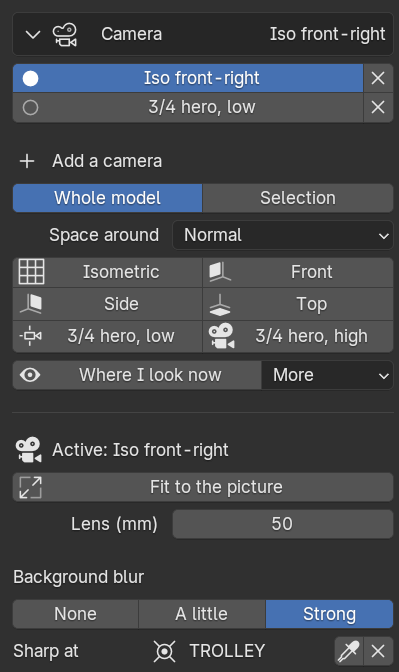 Camera Iso front-right
Iso front-right
3/4 hero, low
Add a camera
Whole model Selection
Space around Normal
Isometric Front
Side Top
3/4 hero, low 3/4 hero, high
Where I look now More
Active: Iso front-right
Fit to the picture
Lens (mm) 50
Background blur
None A little Strong
Sharp at TROLLEY